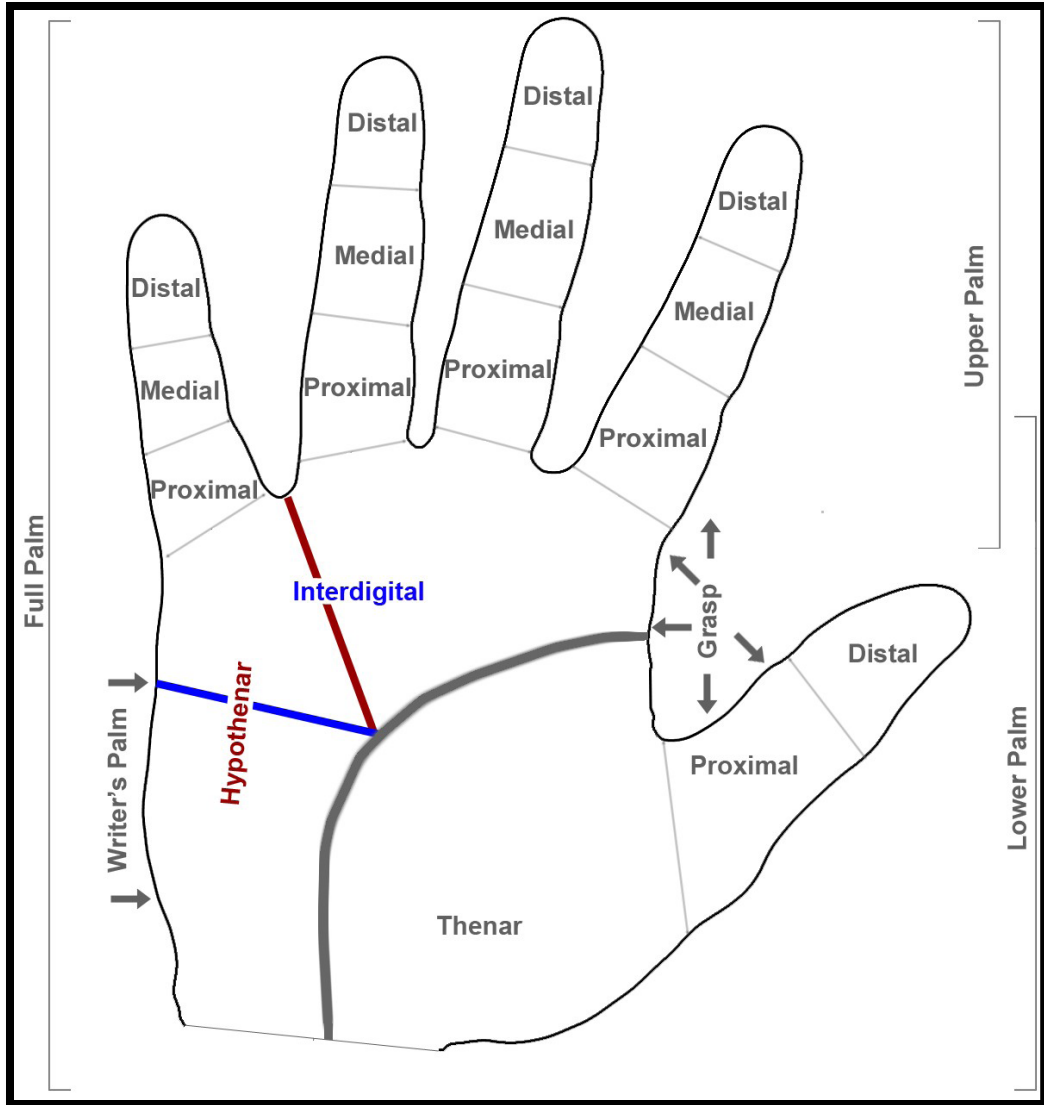 Distal
Distal
Distal
Distal
Medial
Medial
Distal
Medial
Upper Palm
Proximal
Proximal
Medial
Proximal
Proximal
Full Palm
Interdigital
Grasp
Distal
Hypothenar
Writer's Palm
Proximal
Lower Palm
Thenar